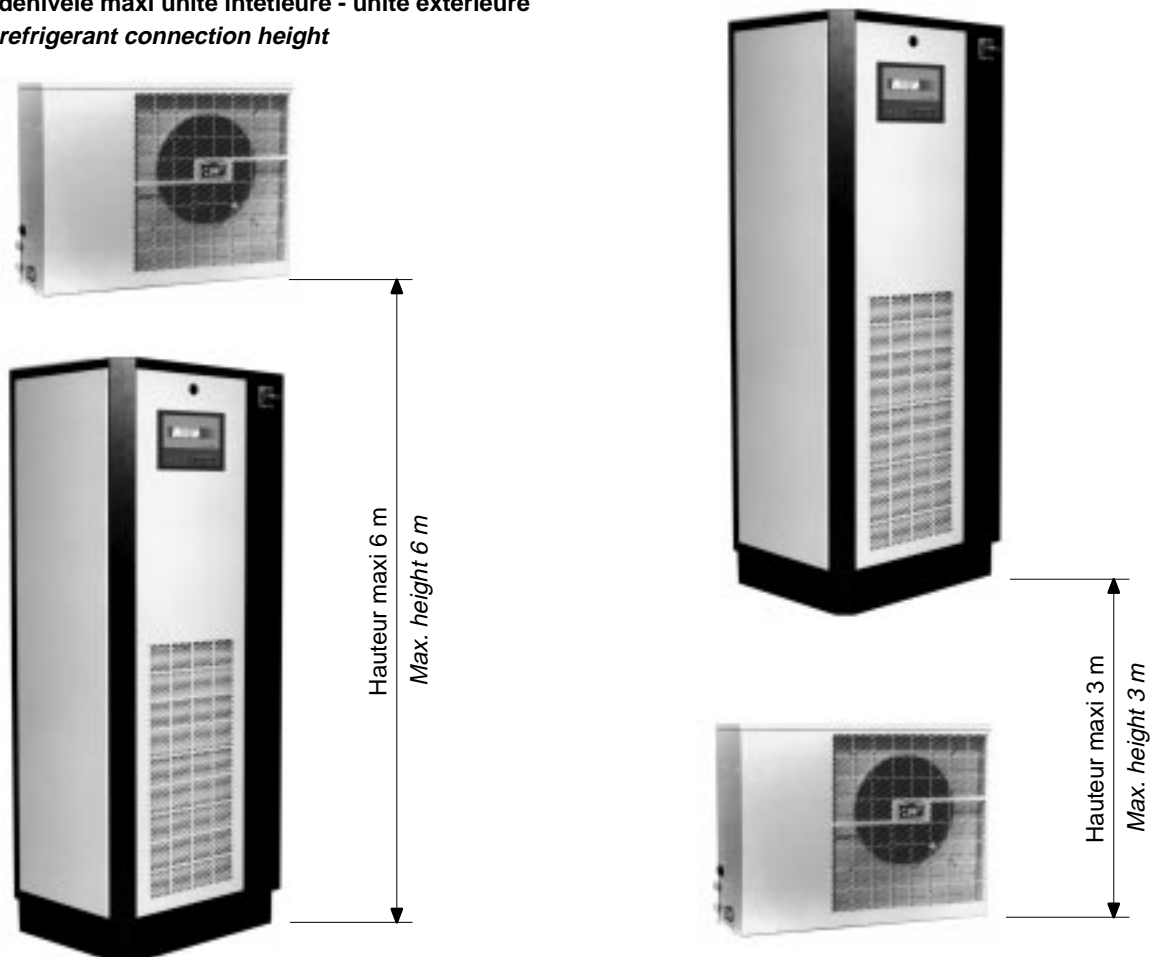 dénivelé maxi unité intétieure - unité extérieure
refrigerant connection height
Hauteur maxi 6 m
Max. height 6 m
Hauteur maxi 3 m
Max. height 3 m